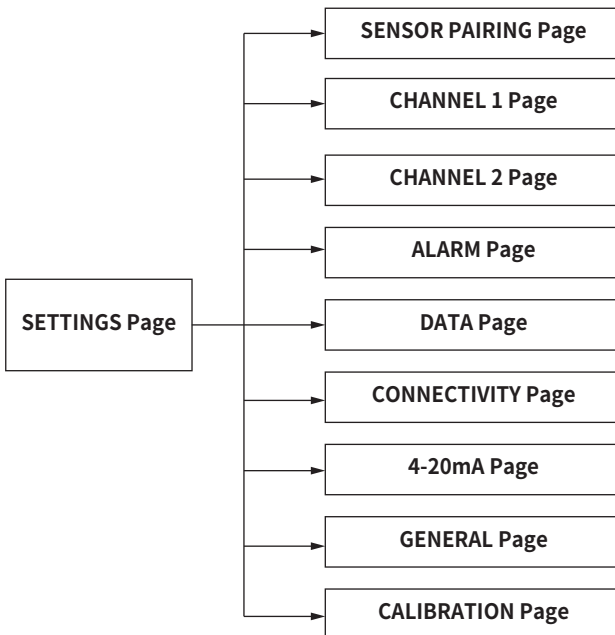 SENSOR PAIRING Page
CHANNEL 1 Page
CHANNEL 2 Page
ALARM Page
SETTINGS Page
DATA Page
CONNECTIVITY Page
4-20mA Page
GENERAL Page
CALIBRATION Page